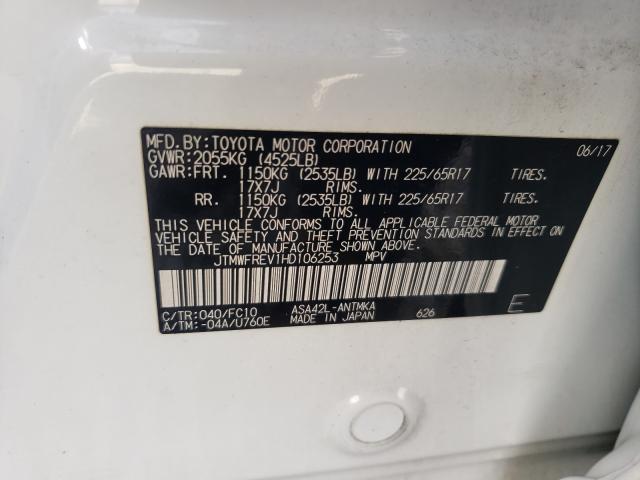 MFD.BY:TOYOTA MOTOR CORPORATION 06/17
GVWR:2055KG (4525LB)
GAWR:FRT. 1150KG (2535LB) WITH 225/65R17 TIRES.
17X7J RIMS.
RR. 1150KG (2535LB) WITH 225/65R17 TIRES.
17X7J RIMS.
THIS VEHICLE CONFORMS TO ALL APPLICABLE FEDERAL MOTOR
VEHICLE SAFETY AND THEFT PREVENTION STANDARDS IN EFFECT ON
THE DATE OF MANUFACTURE SHOWN ABOVE.
JTMWFREV1HD106253 MPV
C/TR:040/FC10 ASA42L-ANTMKA
A/TM:-04A/U760E MADE IN JAPAN 626 E